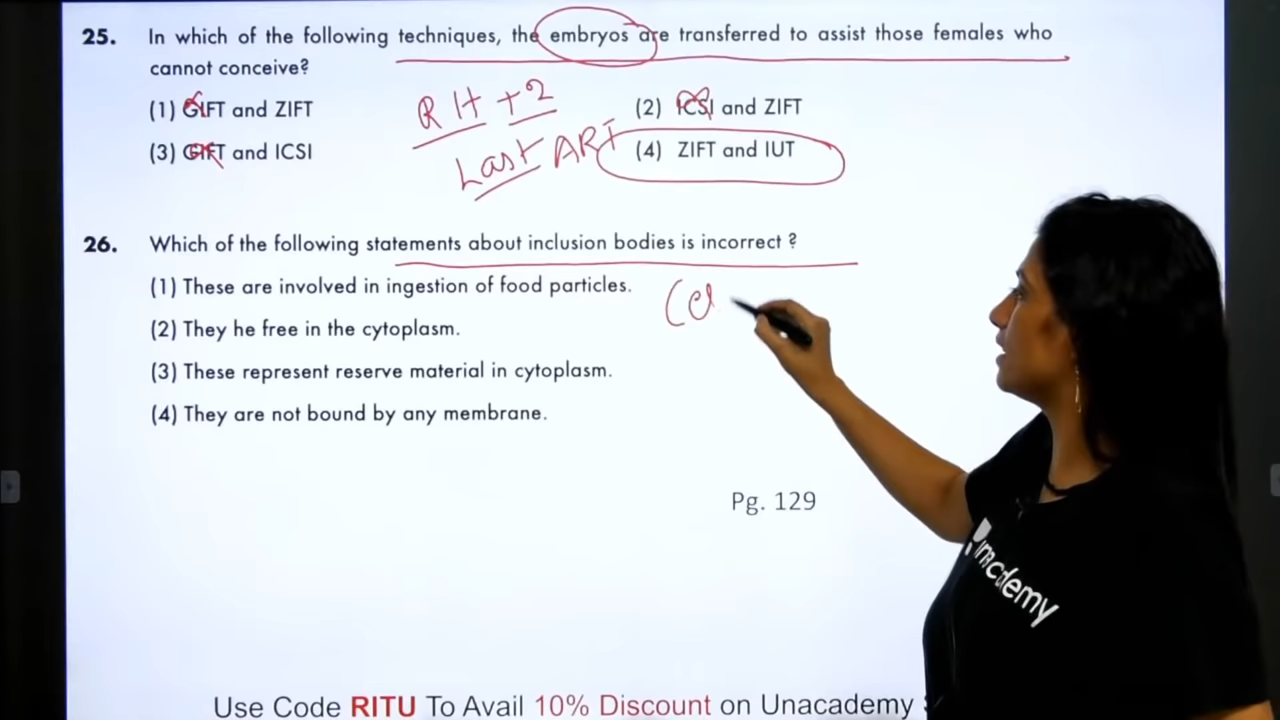 25. In which of the following techniques, the embryos are transferred to assist those females who
cannot conceive?
(1) GIFT and ZIFT
(2) ICSI and ZIFT
(3) GIFT and ICSI
(4) ZIFT and IUT
R H + 2
Last ART
26. Which of the following statements about inclusion bodies is incorrect ?
(1) These are involved in ingestion of food particles.
(2) They he free in the cytoplasm.
(3) These represent reserve material in cytoplasm.
(4) They are not bound by any membrane.
Pg. 129
unacademy
Use Code RITU To Avail 10% Discount on Unacademy